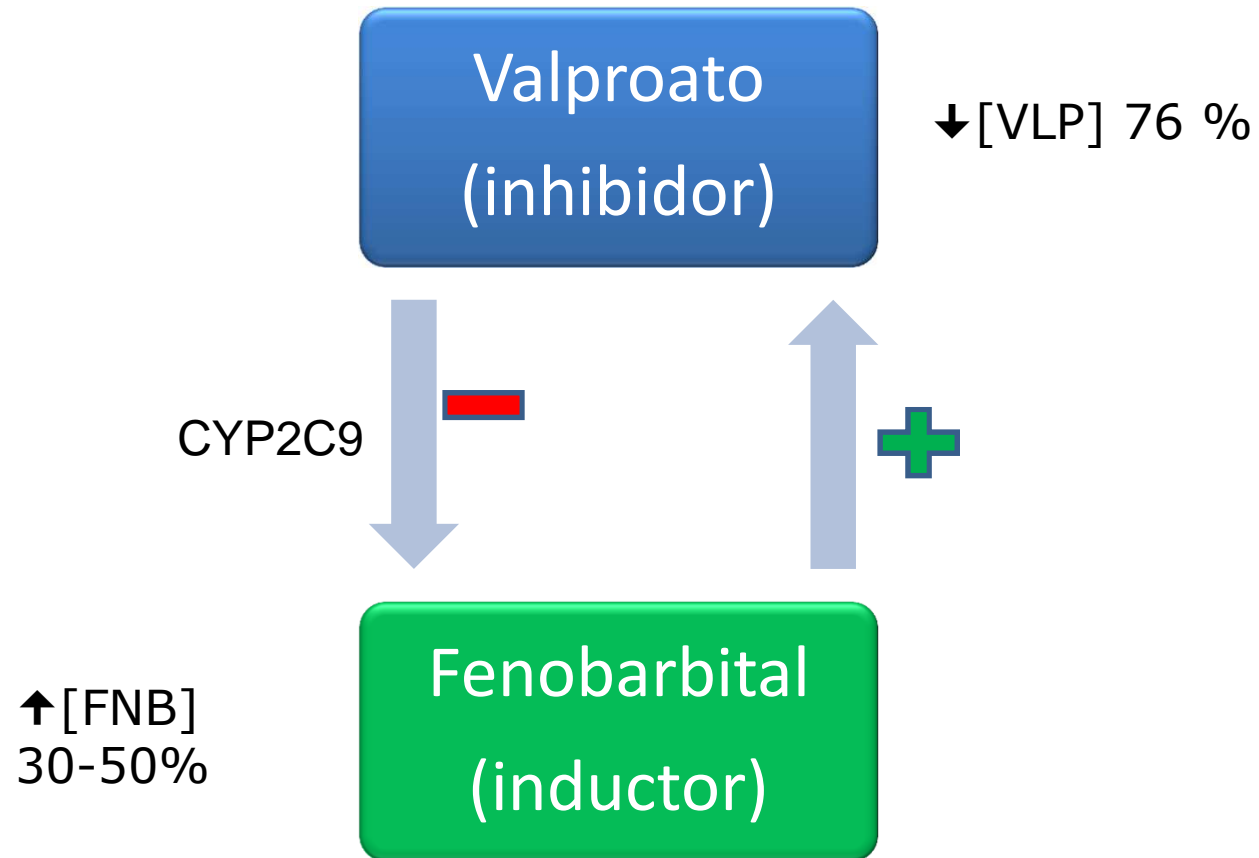 Valproato
(inhibidor)
↓[VLP] 76 %
CYP2C9
↑[FNB]
30-50%
Fenobarbital
(inductor)